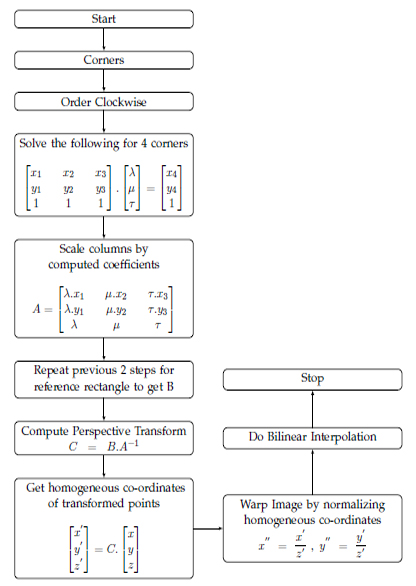 Start
Corners
Order Clockwise
Solve the following for 4 corners
[x1 x2 x3] [λ] [x4]
[y1 y2 y3] . [μ] = [y4]
[1 1 1] [τ] [1]
Scale columns by
computed coefficients
[λ.x1 μ.x2 τ.x3]
A = [λ.y1 μ.y2 τ.y3]
[λ μ τ]
Repeat previous 2 steps for
reference rectangle to get B
Compute Perspective Transform
C = B.A⁻¹
Get homogeneous co-ordinates
of transformed points
[x'] [x]
[y'] = C. [y]
[z'] [z]
Warp Image by normalizing
homogeneous co-ordinates
x'' = x'/z' , y'' = y'/z'
Do Bilinear Interpolation
Stop